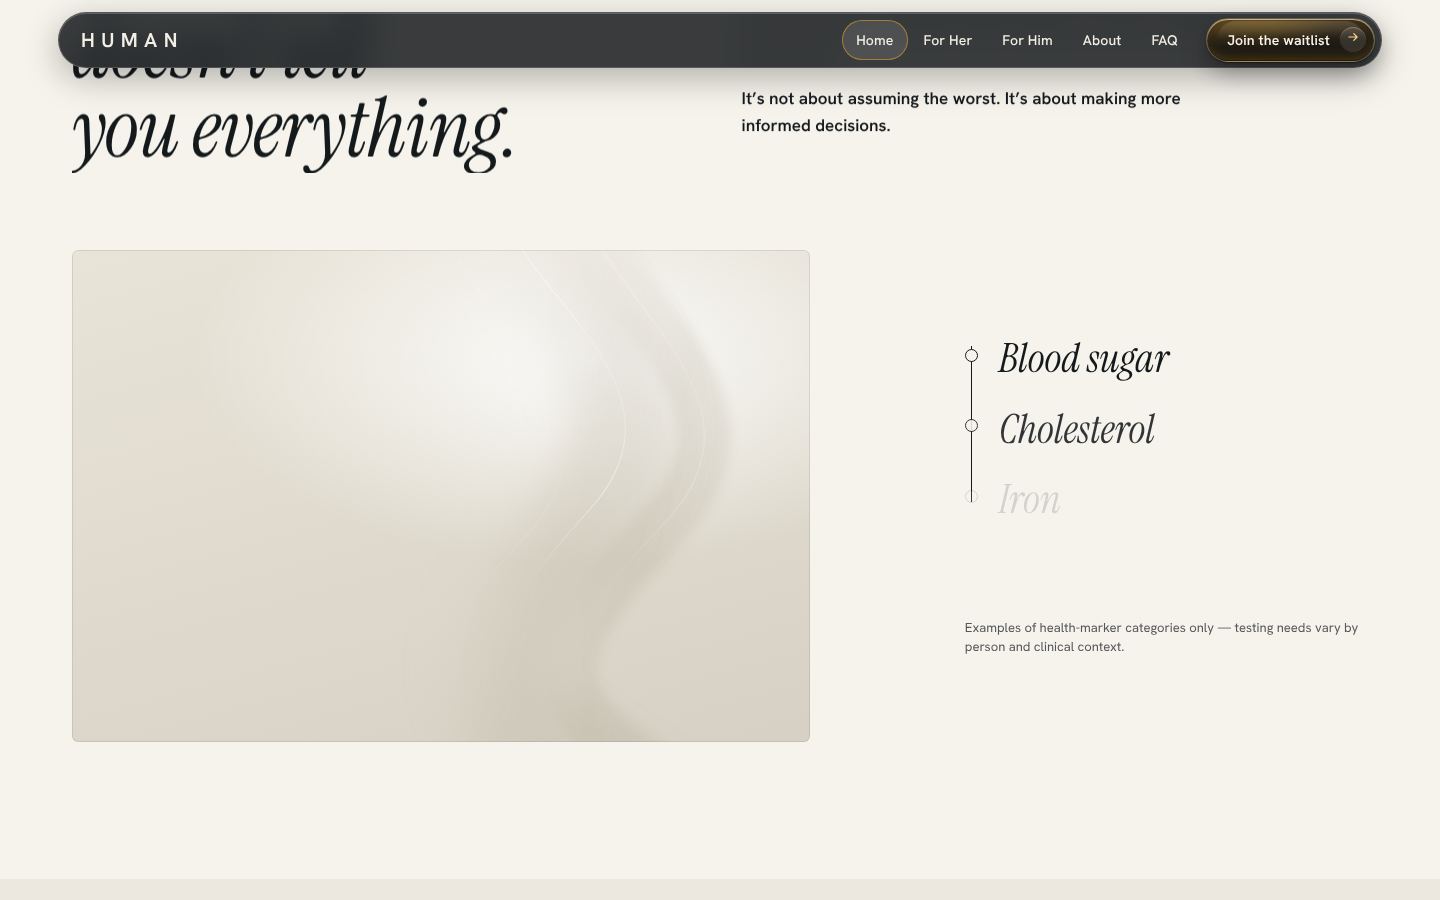 HUMAN
Home
For Her
For Him
About
FAQ
Join the waitlist →
doesn't tell
you everything.
It’s not about assuming the worst. It’s about making more
informed decisions.
Blood sugar
Cholesterol
Iron
Examples of health-marker categories only — testing needs vary by
person and clinical context.